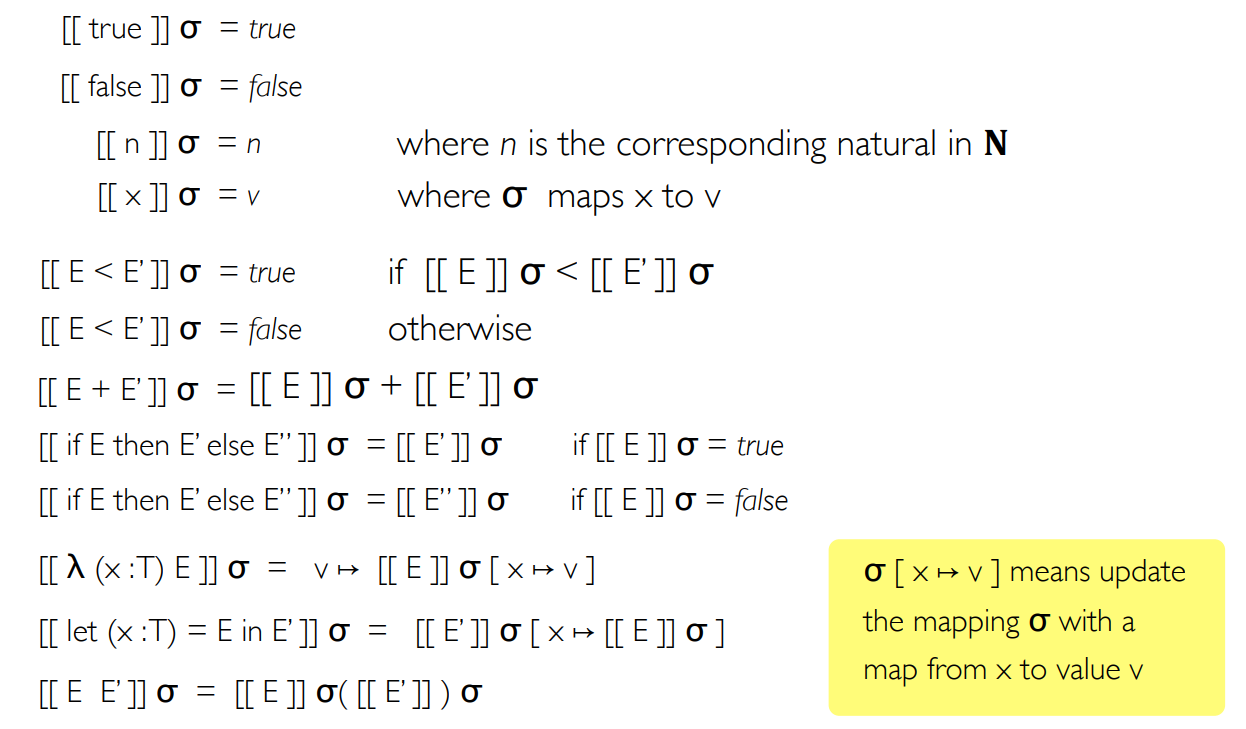 [[ true ]] σ = true
[[ false ]] σ = false
[[ n ]] σ = n where n is the corresponding natural in N
[[ x ]] σ = v where σ maps x to v
[[ E < E’ ]] σ = true if [[ E ]] σ < [[ E’ ]] σ
[[ E < E’ ]] σ = false otherwise
[[ E + E’ ]] σ = [[ E ]] σ + [[ E’ ]] σ
[[ if E then E’ else E’’ ]] σ = [[ E’ ]] σ if [[ E ]] σ = true
[[ if E then E’ else E’’ ]] σ = [[ E’’ ]] σ if [[ E ]] σ = false
[[ λ (x :T) E ]] σ = v ↦ [[ E ]] σ [ x ↦ v ]
[[ let (x :T) = E in E’ ]] σ = [[ E’ ]] σ [ x ↦ [[ E ]] σ ]
[[ E E’ ]] σ = [[ E ]] σ( [[ E’ ]] ) σ
σ [ x ↦ v ] means update
the mapping σ with a
map from x to value v